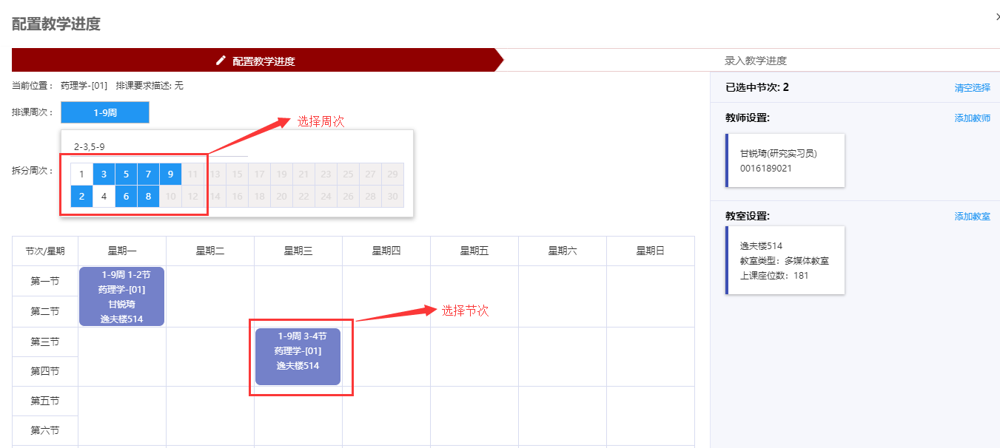 配置教学进度
配置教学进度
录入教学进度
当前位置： 药理学-[01] 排课要求描述: 无
排课周次： 1-9周
选择周次
2-3,5-9
拆分周次：
1 3 5 7 9 11 13 15 17 19 21 23 25 27 29
2 4 6 8 10 12 14 16 18 20 22 24 26 28 30
节次/星期 星期一 星期二 星期三 星期四 星期五 星期六 星期日
第一节
第二节
第三节
第四节
第五节
第六节
1-9周 1-2节
药理学-[01]
甘锐琦
逸夫楼514
1-9周 3-4节
药理学-[01]
逸夫楼514
选择节次
已选中节次: 2 清空选择
教师设置: 添加教师
甘锐琦(研究实习员)
0016189021
教室设置: 添加教室
逸夫楼514
教室类型：多媒体教室
上课座位数：181